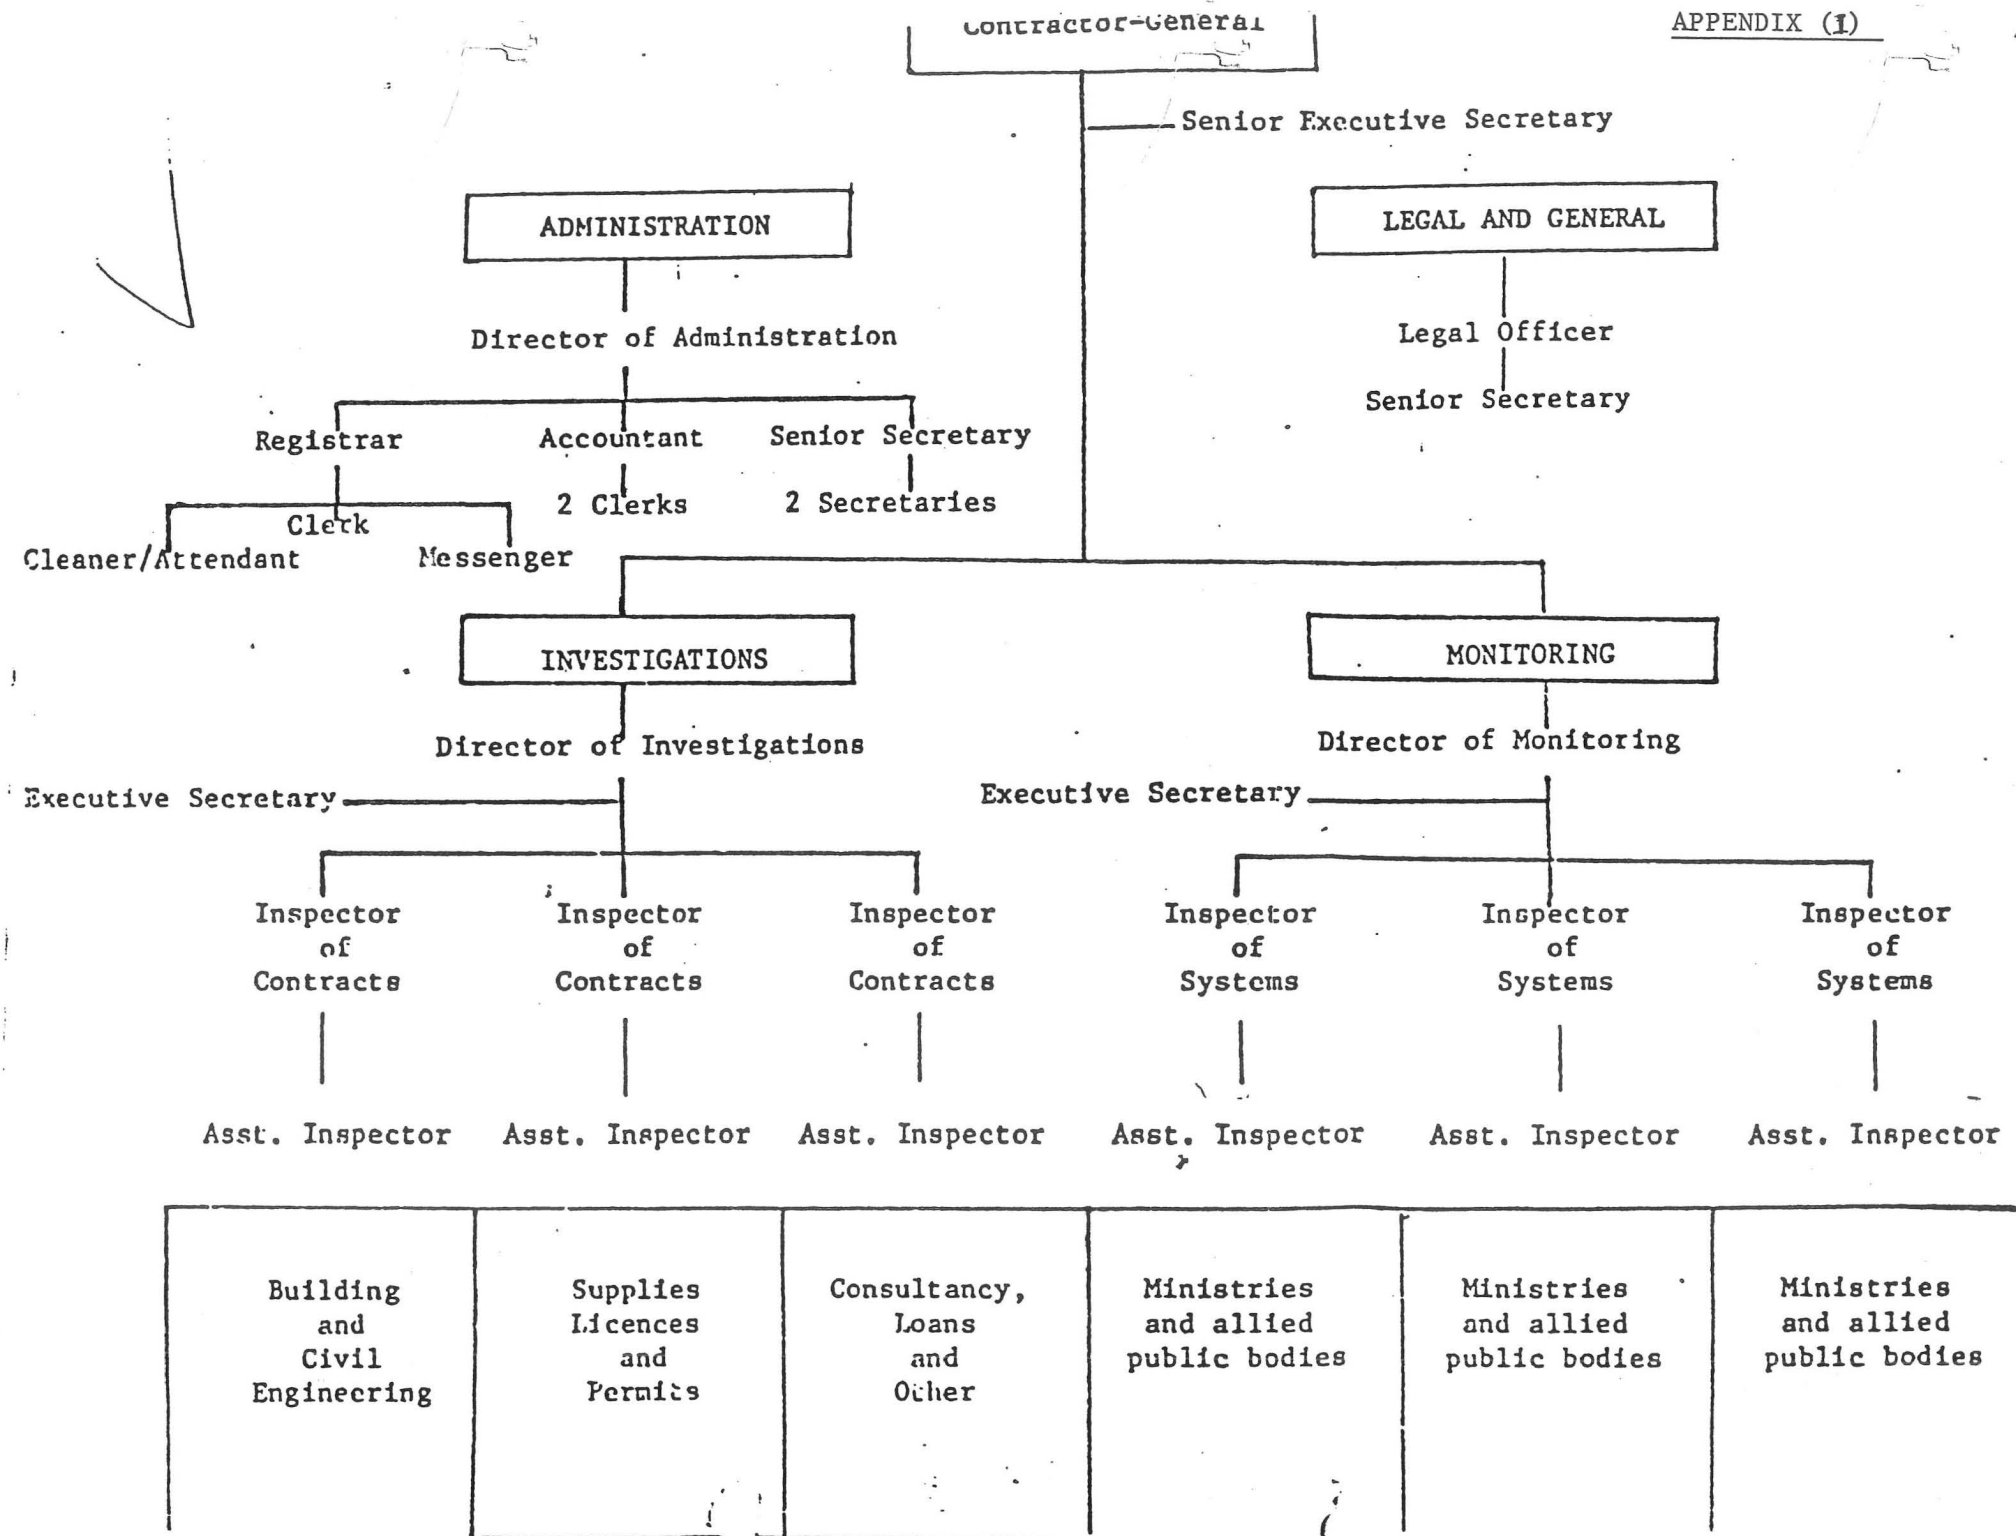 APPENDIX (1)
Contractor-General
Senior Executive Secretary
ADMINISTRATION
LEGAL AND GENERAL
Director of Administration
Legal Officer
Senior Secretary
Registrar
Accountant
Senior Secretary
Clerk
2 Clerks
2 Secretaries
Cleaner/Attendant
Messenger
INVESTIGATIONS
MONITORING
Director of Investigations
Director of Monitoring
Executive Secretary
Executive Secretary
Inspector
of
Contracts
Inspector
of
Contracts
Inspector
of
Contracts
Inspector
of
Systems
Inspector
of
Systems
Inspector
of
Systems
Asst. Inspector
Asst. Inspector
Asst. Inspector
Asst. Inspector
Asst. Inspector
Asst. Inspector
Building
and
Civil
Engineering
Supplies
Licences
and
Permits
Consultancy,
Loans
and
Other
Ministries
and allied
public bodies
Ministries
and allied
public bodies
Ministries
and allied
public bodies